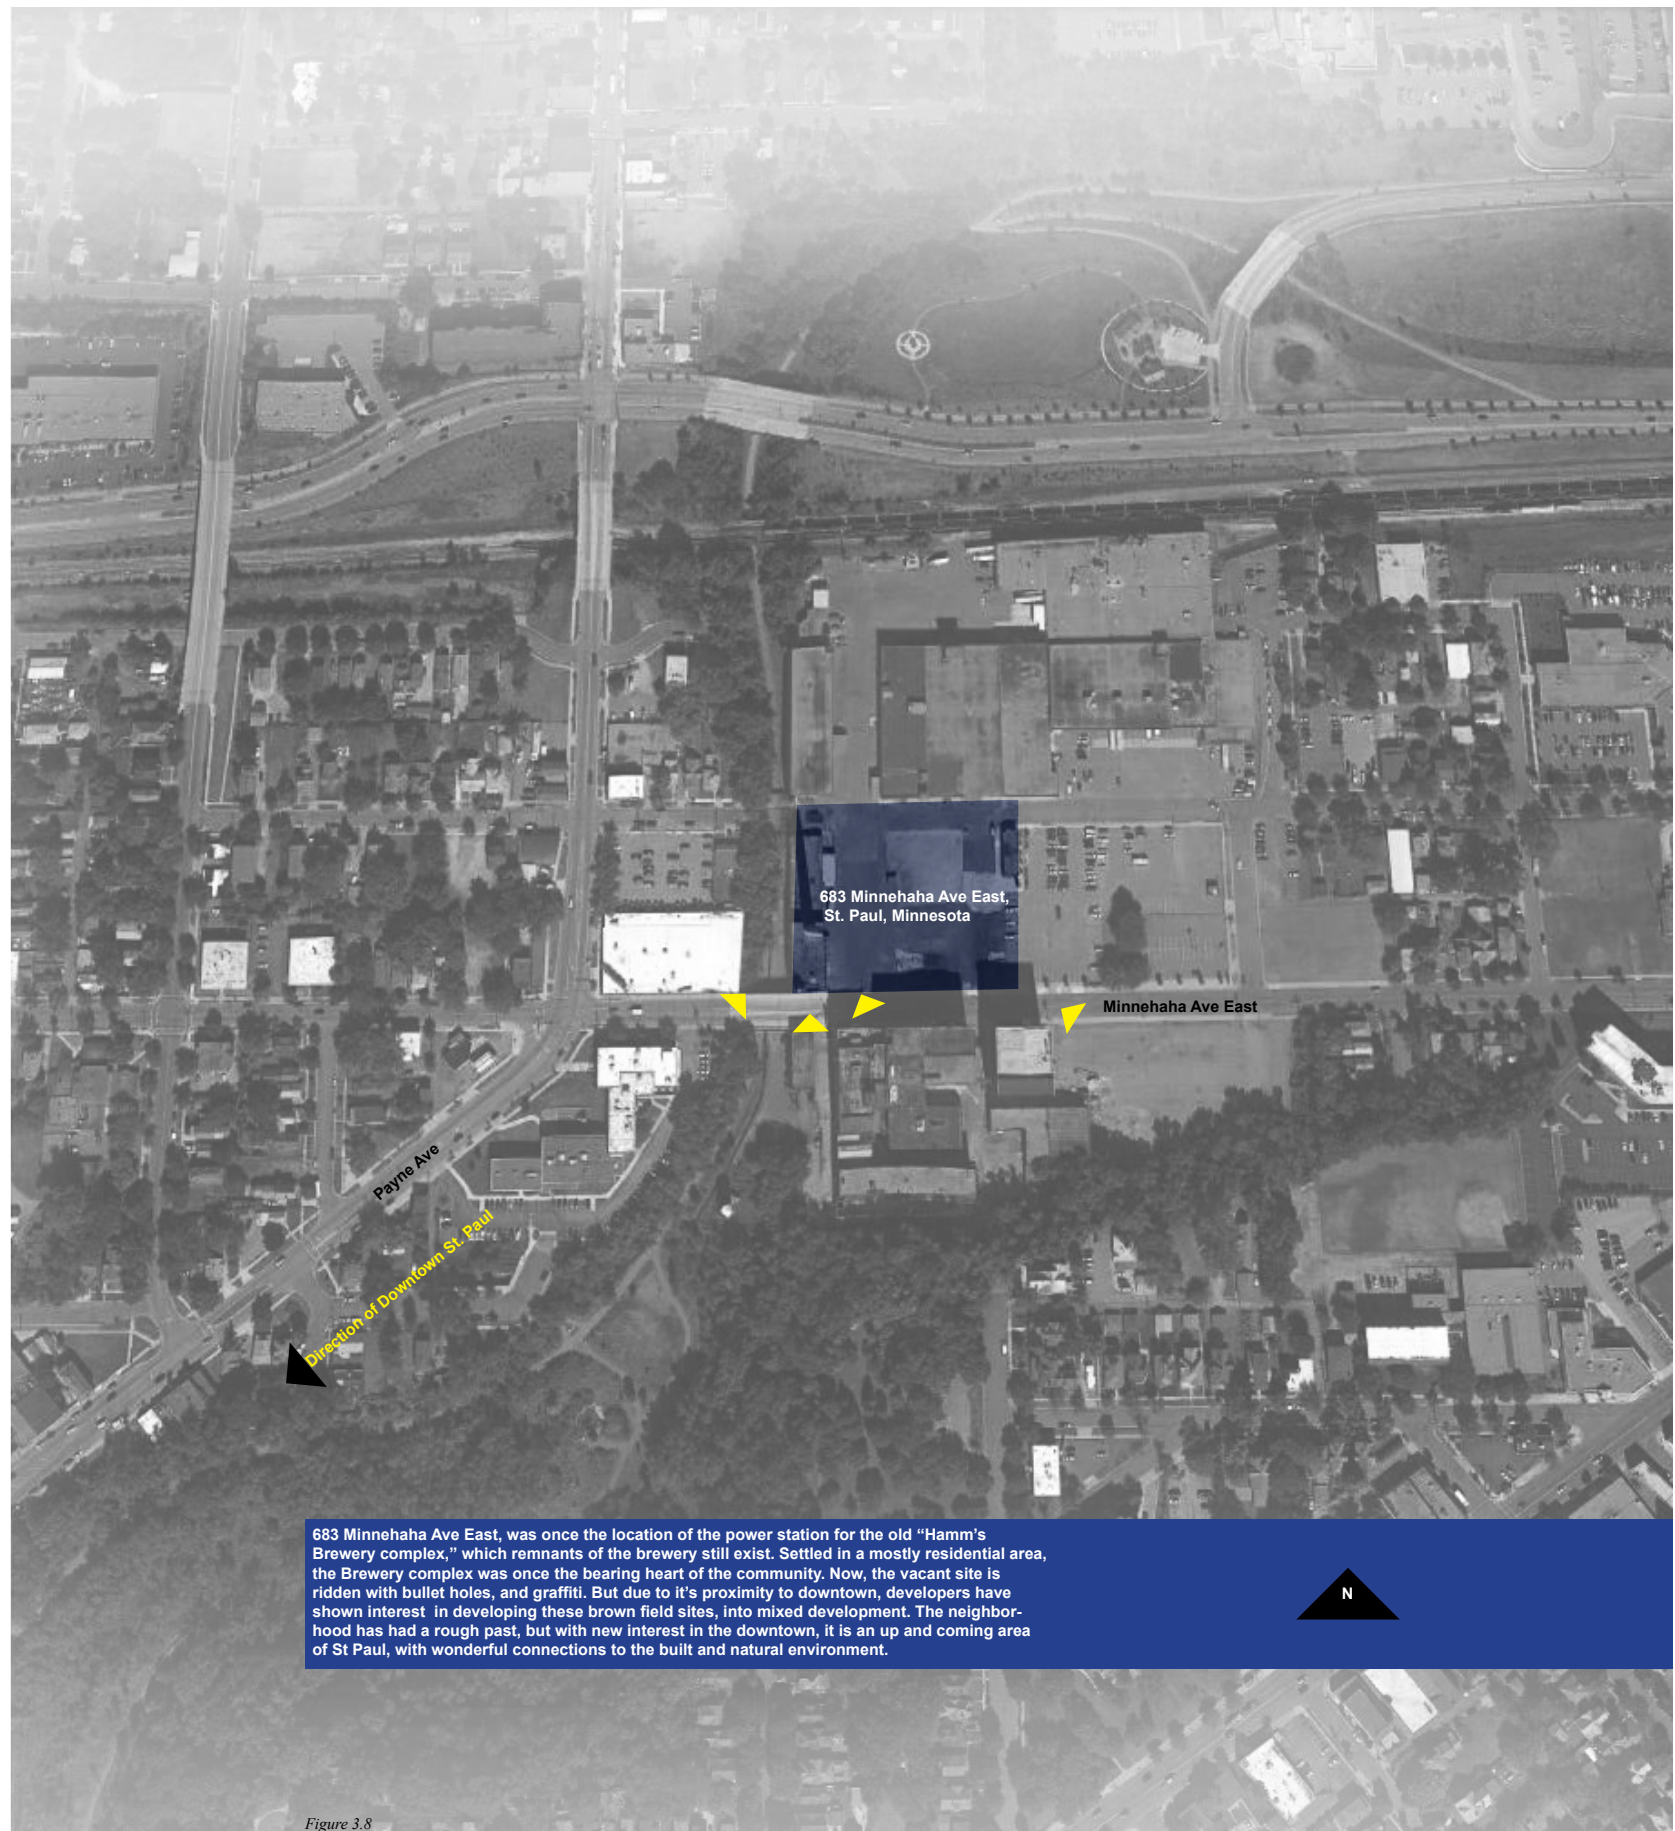 683 Minnehaha Ave East,
St. Paul, Minnesota
Minnehaha Ave East
Payne Ave
Direction of Downtown St. Paul
683 Minnehaha Ave East, was once the location of the power station for the old “Hamm’s
Brewery complex,” which remnants of the brewery still exist. Settled in a mostly residential area,
the Brewery complex was once the bearing heart of the community. Now, the vacant site is
ridden with bullet holes, and graffiti. But due to it’s proximity to downtown, developers have
shown interest  in developing these brown field sites, into mixed development. The neighbor-
hood has had a rough past, but with new interest in the downtown, it is an up and coming area
of St Paul, with wonderful connections to the built and natural environment.
N
Figure 3.8